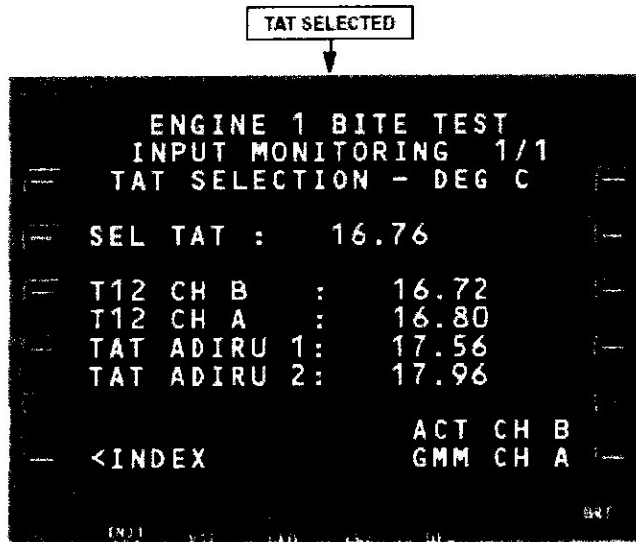 TAT SELECTED
ENGINE 1 BITE TEST
INPUT MONITORING 1/1
TAT SELECTION - DEG C
SEL TAT : 16.76
T12 CH B : 16.72
T12 CH A : 16.80
TAT ADIRU 1: 17.56
TAT ADIRU 2: 17.96
ACT CH B
<INDEX GMM CH A
BRT